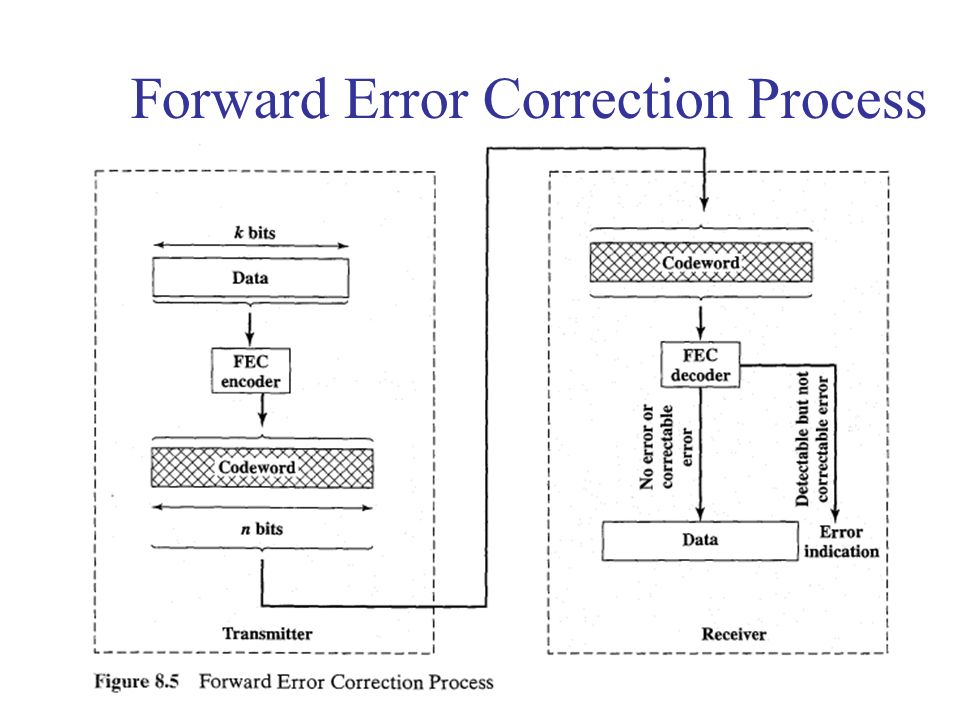 Forward Error Correction Process
k bits
Data
FEC
encoder
Codeword
n bits
Transmitter
Codeword
FEC
decoder
No error or
correctable
error
Detectable but not
correctable error
Data
Error
indication
Receiver
Figure 8.5 Forward Error Correction Process